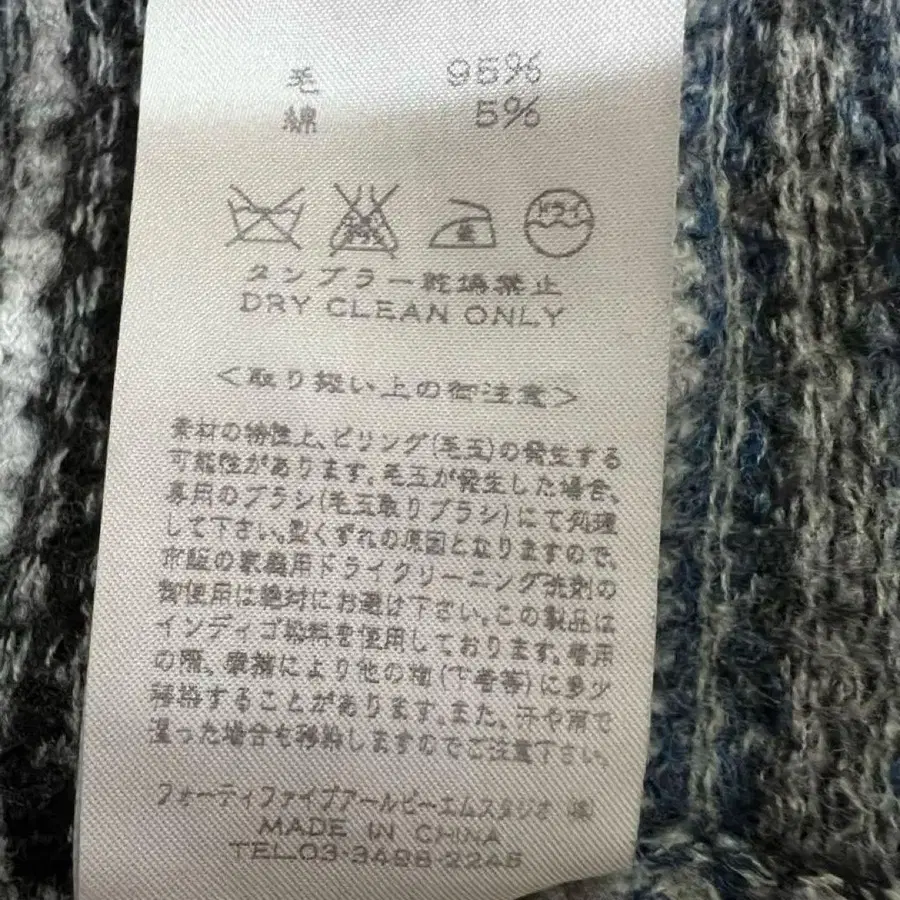 毛 95%
綿 5%
ドライ
タンブラー乾燥禁止
DRY CLEAN ONLY
<取り扱い上の御注意>
素材の特性上、ピリング(毛玉)の発生する
可能性があります。毛玉が発生した場合、
専用のブラシ(毛玉取りブラシ)にて処理
して下さい。型くずれの原因となりますので、
市販の家庭用ドライクリーニング洗剤の
御使用は絶対にお避け下さい。この製品は
インディゴ染料を使用しております。着用
の際、摩擦により他の物(下着等)に多少
移染することがあります。また、汗や雨で
湿った場合も移染しますのでご注意下さい。
フォーティファイブアールピーエムスタジオ ㈱
MADE IN CHINA
TEL.03-3498-2248